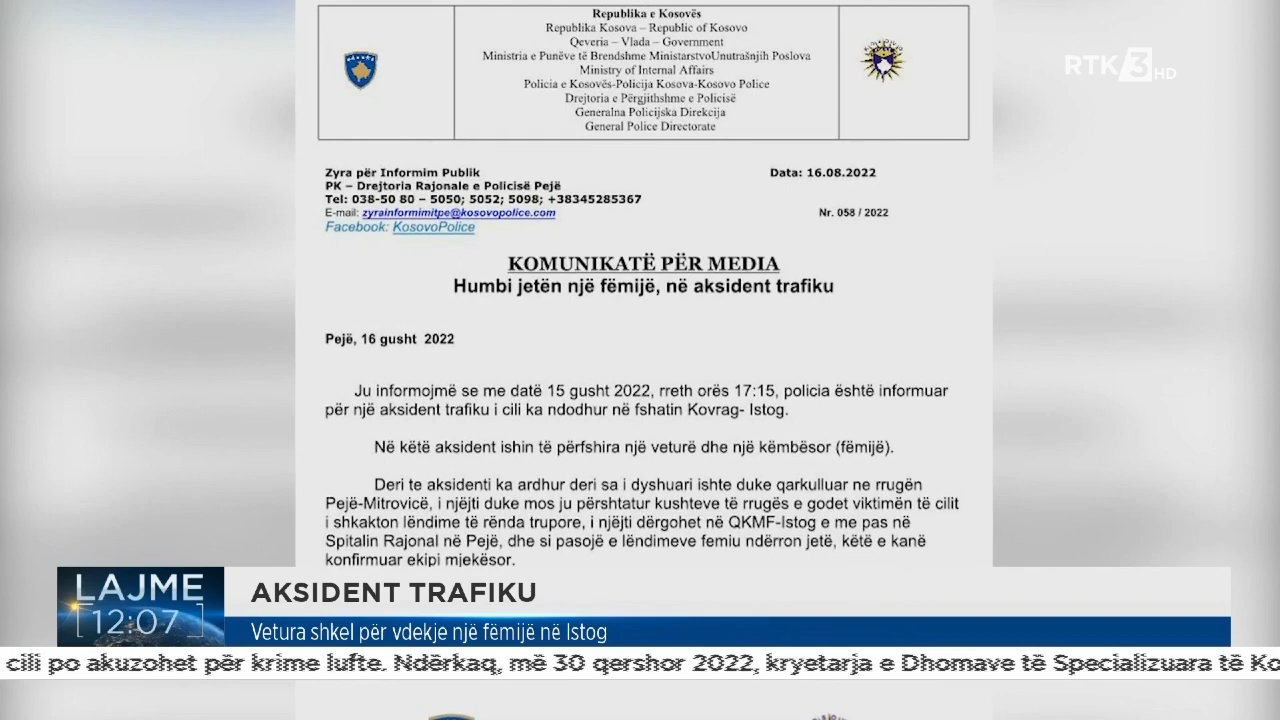 Republika e Kosovës
Republika Kosova – Republic of Kosovo
Qeveria – Vlada – Government
Ministria e Punëve të Brendshme MinistarstvoUnutrašnjih Poslova
Ministry of Internal Affairs
Policia e Kosovës-Policija Kosova-Kosovo Police
Drejtoria e Përgjithshme e Policisë
Generalna Policijska Direkcija
General Police Directorate
RTK 3 HD
Zyra për Informim Publik
Data: 16.08.2022
PK – Drejtoria Rajonale e Policisë Pejë
Tel: 038-50 80 – 5050; 5052; 5098; +38345285367
E-mail: zyrainformimitpe@kosovopolice.com
Nr. 058 / 2022
Facebook: KosovoPolice
KOMUNIKATË PËR MEDIA
Humbi jetën një fëmijë, në aksident trafiku
Pejë, 16 gusht 2022
Ju informojmë se me datë 15 gusht 2022, rreth orës 17:15, policia është informuar
për një aksident trafiku i cili ka ndodhur në fshatin Kovrag- Istog.
Në këtë aksident ishin të përfshira një veturë dhe një këmbësor (fëmijë).
Deri te aksidenti ka ardhur deri sa i dyshuari ishte duke qarkulluar ne rrugën
Pejë-Mitrovicë, i njëjti duke mos ju përshtatur kushteve të rrugës e godet viktimën të cilit
i shkakton lëndime të rënda trupore, i njëjti dërgohet në QKMF-Istog e me pas në
Spitalin Rajonal në Pejë, dhe si pasojë e lëndimeve femiu ndërron jetë, këtë e kanë
konfirmuar ekipi mjekësor.
LAJME
12:07
AKSIDENT TRAFIKU
Vetura shkel për vdekje një fëmijë në Istog
cili po akuzohet për krime lufte. Ndërkaq, më 30 qershor 2022, kryetarja e Dhomave të Specializuara të Ko